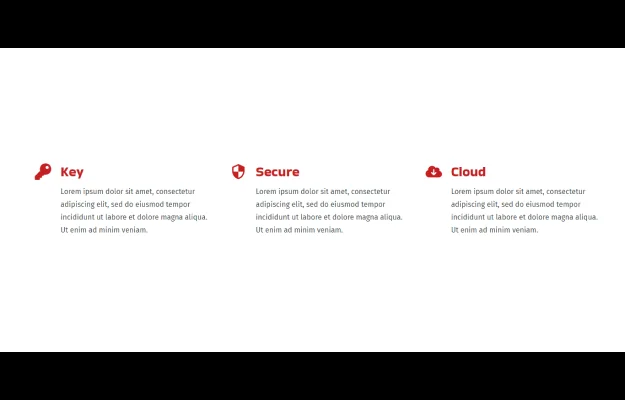 Key
Lorem ipsum dolor sit amet, consectetur
adipiscing elit, sed do eiusmod tempor
incididunt ut labore et dolore magna aliqua.
Ut enim ad minim veniam.
Secure
Lorem ipsum dolor sit amet, consectetur
adipiscing elit, sed do eiusmod tempor
incididunt ut labore et dolore magna aliqua.
Ut enim ad minim veniam.
Cloud
Lorem ipsum dolor sit amet, consectetur
adipiscing elit, sed do eiusmod tempor
incididunt ut labore et dolore magna aliqua.
Ut enim ad minim veniam.